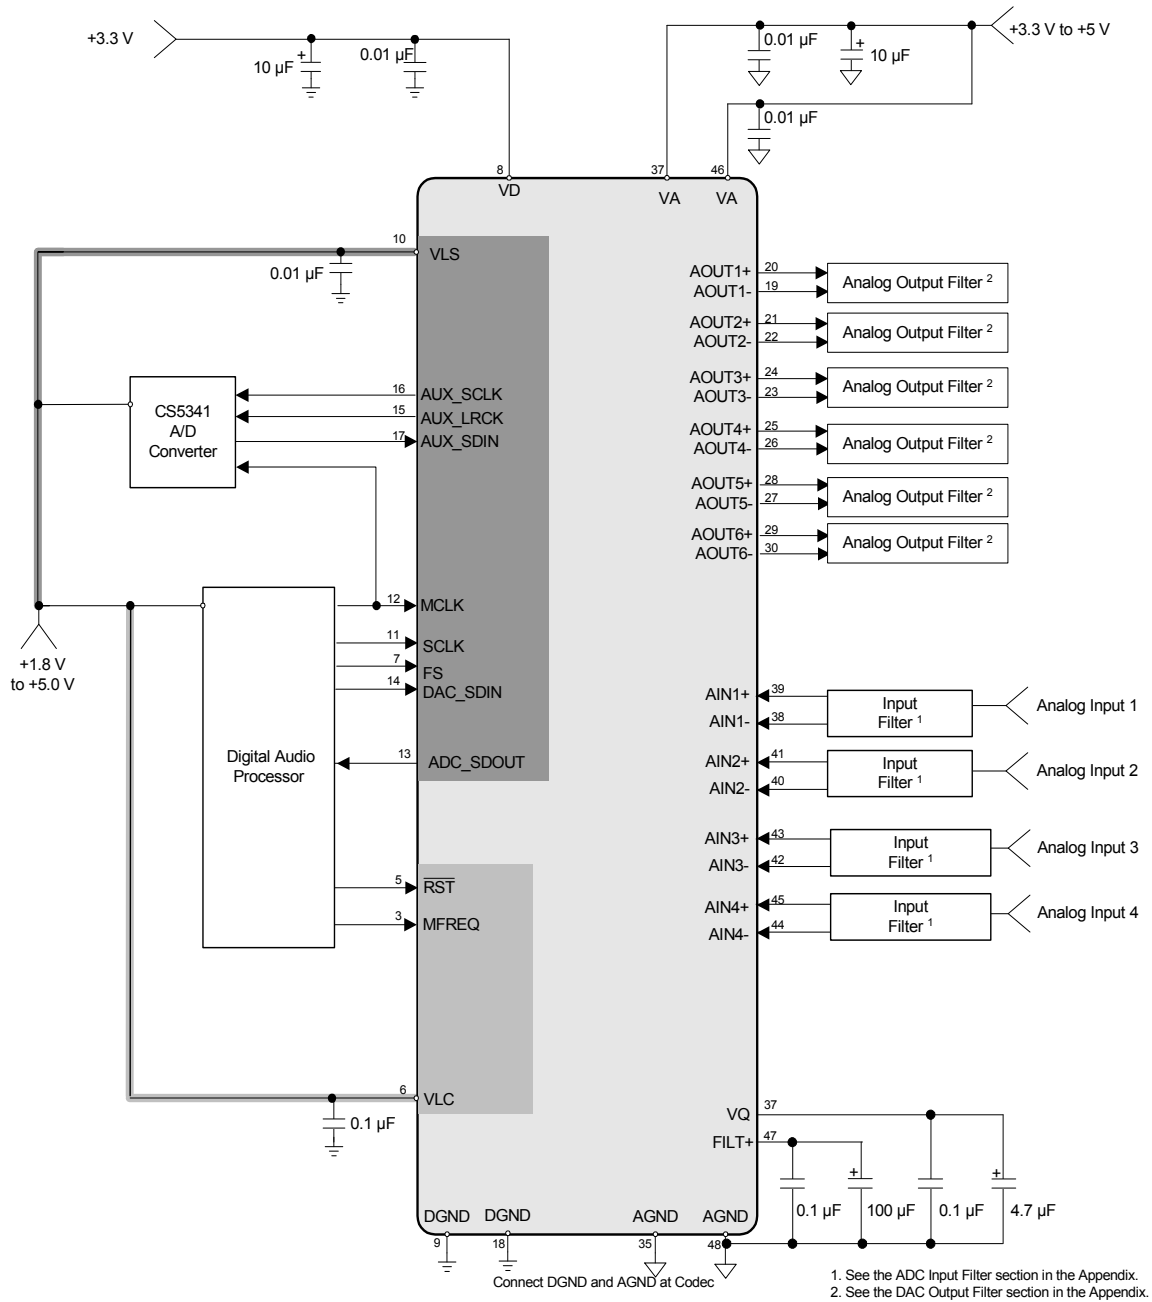 +3.3 V
10 µF
+
0.01 µF
0.01 µF
+
10 µF
+3.3 V to +5 V
0.01 µF
8
VD
37
VA
46
VA
10
VLS
0.01 µF
CS5341
A/D
Converter
16
AUX_SCLK
15
AUX_LRCK
17
AUX_SDIN
12
MCLK
11
SCLK
7
FS
14
DAC_SDIN
13
ADC_SDOUT
+1.8 V
to +5.0 V
Digital Audio
Processor
5
RST
3
MFREQ
6
VLC
0.1 µF
AOUT1+
20
AOUT1-
19
Analog Output Filter 2
AOUT2+
21
AOUT2-
22
Analog Output Filter 2
AOUT3+
24
AOUT3-
23
Analog Output Filter 2
AOUT4+
25
AOUT4-
26
Analog Output Filter 2
AOUT5+
28
AOUT5-
27
Analog Output Filter 2
AOUT6+
29
AOUT6-
30
Analog Output Filter 2
AIN1+
39
AIN1-
38
Input
Filter 1
Analog Input 1
AIN2+
41
AIN2-
40
Input
Filter 1
Analog Input 2
AIN3+
43
AIN3-
42
Input
Filter 1
Analog Input 3
AIN4+
45
AIN4-
44
Input
Filter 1
Analog Input 4
VQ
37
FILT+
47
0.1 µF
+
100 µF
0.1 µF
+
4.7 µF
DGND
9
DGND
18
AGND
35
AGND
48
Connect DGND and AGND at Codec
1. See the ADC Input Filter section in the Appendix.
2. See the DAC Output Filter section in the Appendix.